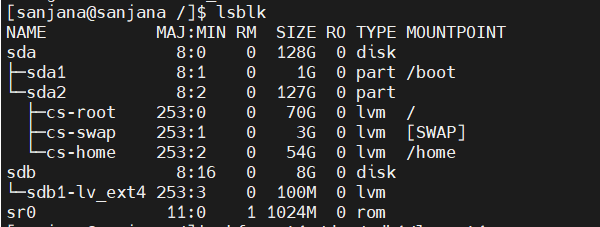 [sanjana@sanjana /]$ lsblk
NAME MAJ:MIN RM SIZE RO TYPE MOUNTPOINT
sda 8:0 0 128G 0 disk
├─sda1 8:1 0 1G 0 part /boot
└─sda2 8:2 0 127G 0 part
├─cs-root 253:0 0 70G 0 lvm /
├─cs-swap 253:1 0 3G 0 lvm [SWAP]
└─cs-home 253:2 0 54G 0 lvm /home
sdb 8:16 0 8G 0 disk
└─sdb1-lv_ext4 253:3 0 100M 0 lvm
sr0 11:0 1 1024M 0 rom